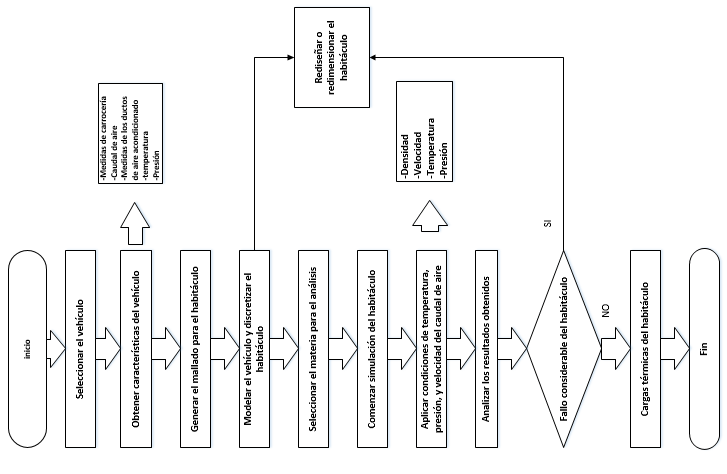 inicio
Seleccionar el vehículo
Obtener características del vehículo
-Medidas de carrocería
-Caudal de aire
-Medidas de los ductos
de aire acondicionado
-temperatura
-Presión
Generar el mallado para el habitáculo
Modelar el vehículo y discretizar el
habitáculo
Rediseñar o
redimensionar el
habitáculo
Seleccionar el materia para el análisis
Comenzar simulación del habitáculo
Aplicar condiciones de temperatura,
presión, y velocidad del caudal de aire
-Densidad
-Velocidad
-Temperatura
-Presión
Analizar los resultados obtenidos
Fallo considerable del habitáculo
SI
NO
Cargas térmicas del habitáculo
Fin